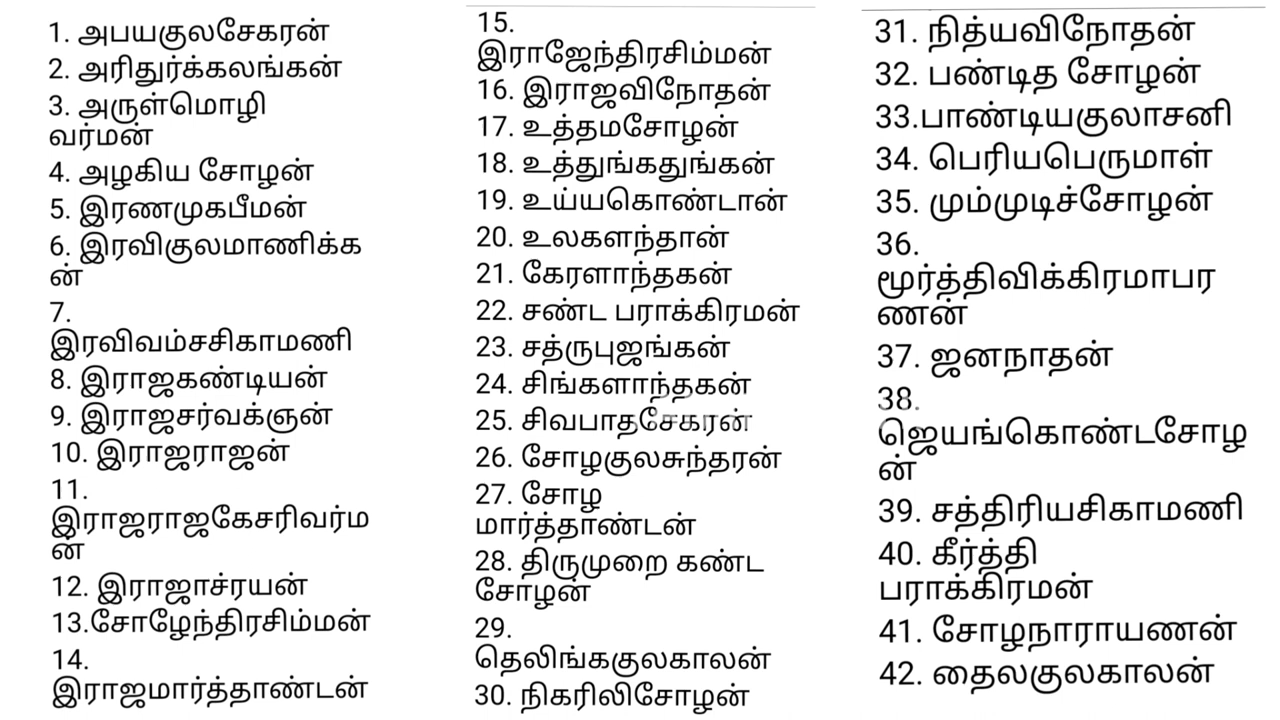 1. அபயகுலசேகரன்
2. அரிதுர்க்கலங்கன்
3. அருள்மொழி
வர்மன்
4. அழகிய சோழன்
5. இரணமுகபீமன்
6. இரவிகுலமாணிக்க
ன்
7.
இரவிவம்சசிகாமணி
8. இராஜகண்டியன்
9. இராஜசர்வக்ஞன்
10. இராஜராஜன்
11.
இராஜராஜகேசரிவர்ம
ன்
12. இராஜாச்ரயன்
13.சோழேந்திரசிம்மன்
14.
இராஜமார்த்தாண்டன்
15.
இராஜேந்திரசிம்மன்
16. இராஜவிநோதன்
17. உத்தமசோழன்
18. உத்துங்கதுங்கன்
19. உய்யகொண்டான்
20. உலகளந்தான்
21. கேரளாந்தகன்
22. சண்ட பராக்கிரமன்
23. சத்ருபுஜங்கன்
24. சிங்களாந்தகன்
25. சிவபாதசேகரன்
26. சோழகுலசுந்தரன்
27. சோழ
மார்த்தாண்டன்
28. திருமுறை கண்ட
சோழன்
29.
தெலிங்ககுலகாலன்
30. நிகரிலிசோழன்
31. நித்யவிநோதன்
32. பண்டித சோழன்
33.பாண்டியகுலாசனி
34. பெரியபெருமாள்
35. மும்முடிச்சோழன்
36.
மூர்த்திவிக்கிரமாபர
ணன்
37. ஜனநாதன்
38.
ஜெயங்கொண்டசோழ
ன்
39. சத்திரியசிகாமணி
40. கீர்த்தி
பராக்கிரமன்
41. சோழநாராயணன்
42. தைலகுலகாலன்